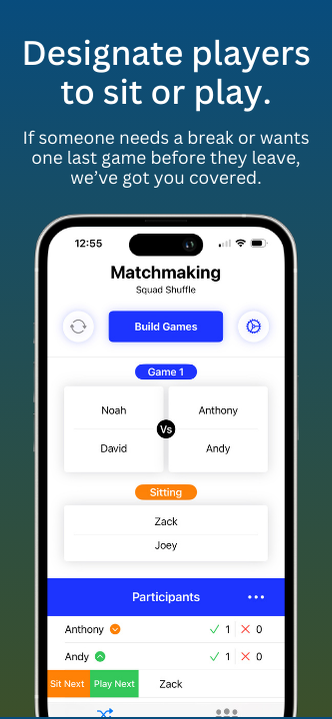 Designate players
to sit or play.
If someone needs a break or wants
one last game before they leave,
we've got you covered.
12:55
Matchmaking
Squad Shuffle
Build Games
Game 1
Noah
Anthony
Vs
David
Andy
Sitting
Zack
Joey
Participants
Anthony 1 0
Andy 1 0
Sit Next Play Next Zack